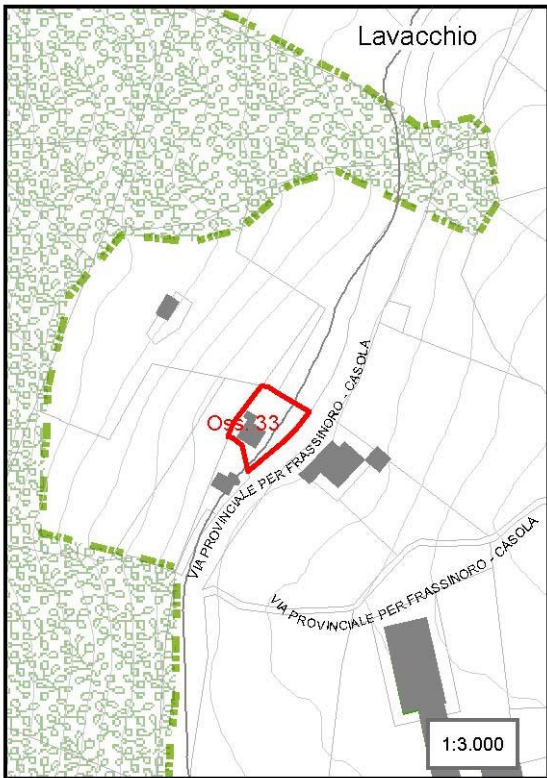 Lavacchio
Oss. 33
VIA PROVINCIALE PER FRASSINORO - CASOLA
VIA PROVINCIALE PER FRASSINORO - CASOLA
1:3.000